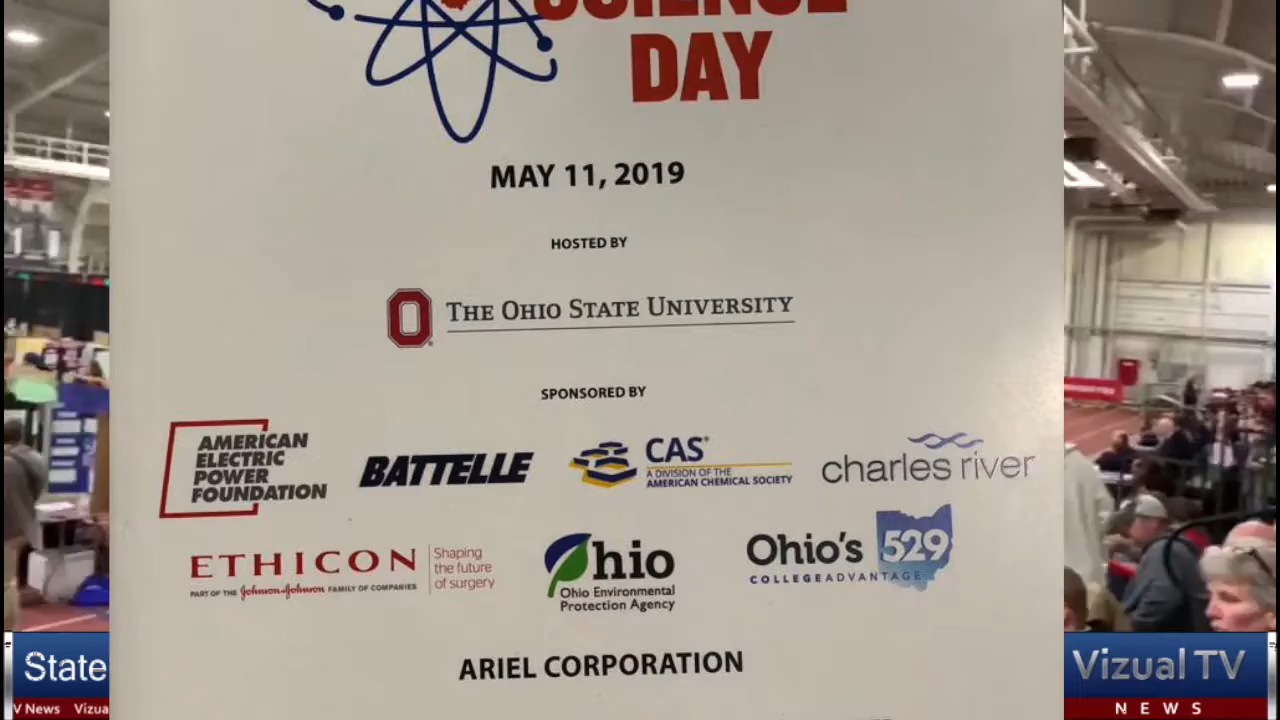 SCIENCE
DAY
MAY 11, 2019
HOSTED BY
THE OHIO STATE UNIVERSITY
SPONSORED BY
AMERICAN
ELECTRIC
POWER
FOUNDATION
BATTELLE
CAS®
A DIVISION OF THE
AMERICAN CHEMICAL SOCIETY
charles river
ETHICON
PART OF THE Johnson & Johnson FAMILY OF COMPANIES
Shaping
the future
of surgery
Ohio
Ohio Environmental
Protection Agency
Ohio's 529
COLLEGEADVANTAGE
ARIEL CORPORATION
State
V News Vizua
Vizual TV
NEWS